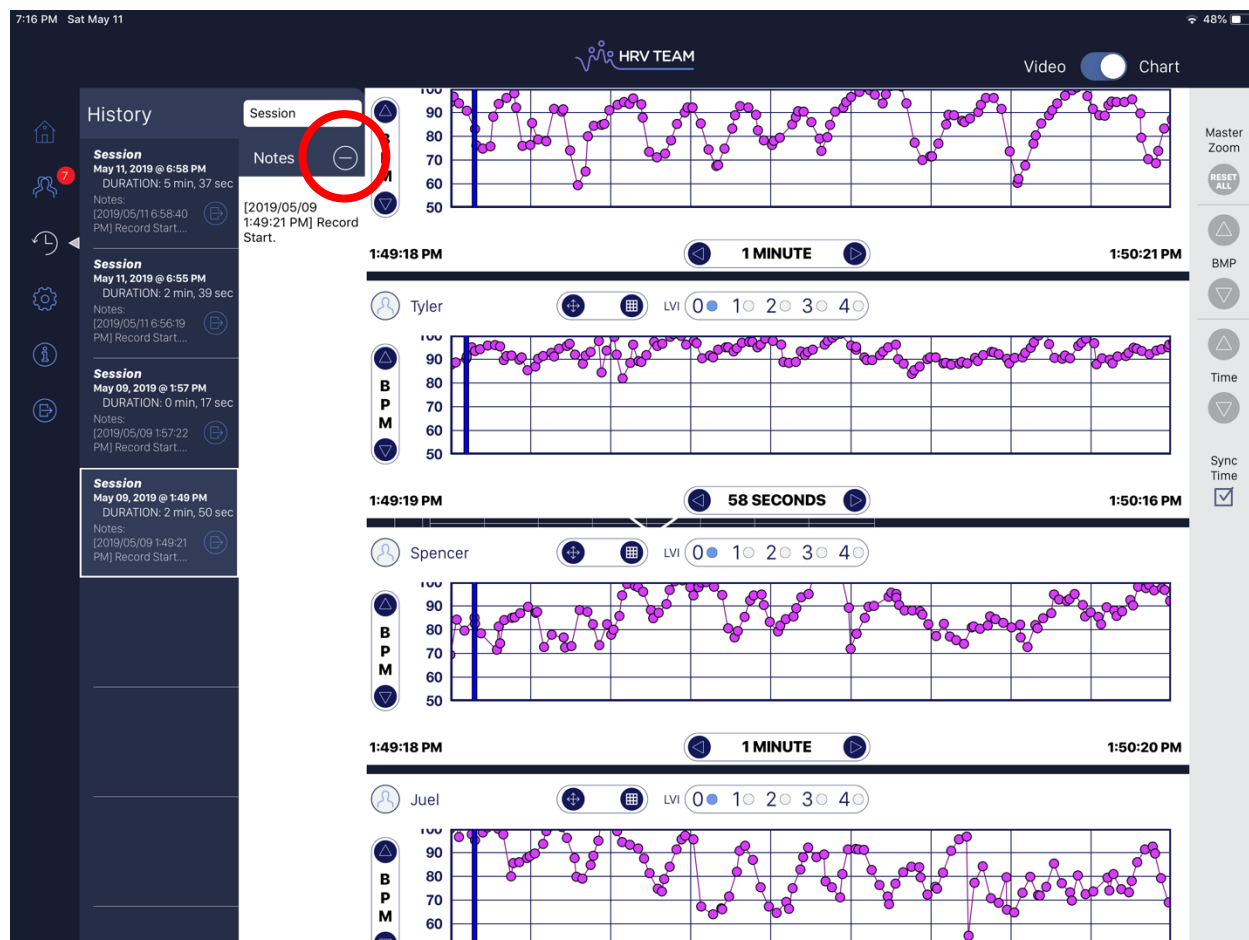 7:16 PM Sat May 11
48%
HRV TEAM
Video Chart
History
Session
May 11, 2019 @ 6:58 PM
DURATION: 5 min, 37 sec
Notes:
[2019/05/11 6:58:40
PM] Record Start....
Session
May 11, 2019 @ 6:55 PM
DURATION: 2 min, 39 sec
Notes:
[2019/05/11 6:56:19
PM] Record Start....
Session
May 09, 2019 @ 1:57 PM
DURATION: 0 min, 17 sec
Notes:
[2019/05/09 1:57:22
PM] Record Start....
Session
May 09, 2019 @ 1:49 PM
DURATION: 2 min, 50 sec
Notes:
[2019/05/09 1:49:21
PM] Record Start....
7
Session
Notes
[2019/05/09
1:49:21 PM] Record
Start.
100
90
80
70
60
50
M
1:49:18 PM 1 MINUTE 1:50:21 PM
Tyler LVI 0 1 2 3 4
100
90
80
70
60
50
B
P
M
1:49:19 PM 58 SECONDS 1:50:16 PM
Spencer LVI 0 1 2 3 4
100
90
80
70
60
50
B
P
M
1:49:18 PM 1 MINUTE 1:50:20 PM
Juel LVI 0 1 2 3 4
100
90
80
70
60
B
P
M
Master
Zoom
RESET
ALL
BMP
Time
Sync
Time